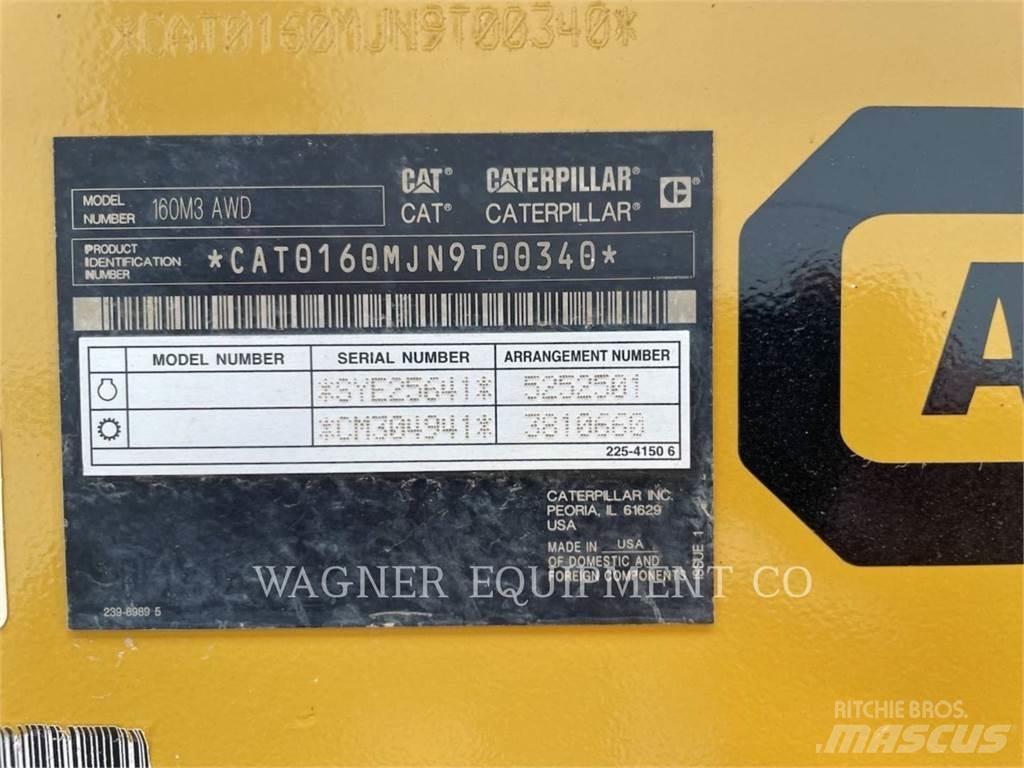 *CAT0160MJN9T00340*
MODEL NUMBER 160M3 AWD
CAT® CATERPILLAR®
CAT® CATERPILLAR®
PRODUCT IDENTIFICATION NUMBER *CAT0160MJN9T00340*
MODEL NUMBER SERIAL NUMBER ARRANGEMENT NUMBER
*3YE25641* 5252501
*CM304941* 3810660
225-4150 6
CATERPILLAR INC.
PEORIA, IL 61629
USA
MADE IN USA
OF DOMESTIC AND
FOREIGN COMPONENTS
ISSUE 1
239-8989 5
WAGNER EQUIPMENT CO
A
RITCHIE BROS.
MASCUS